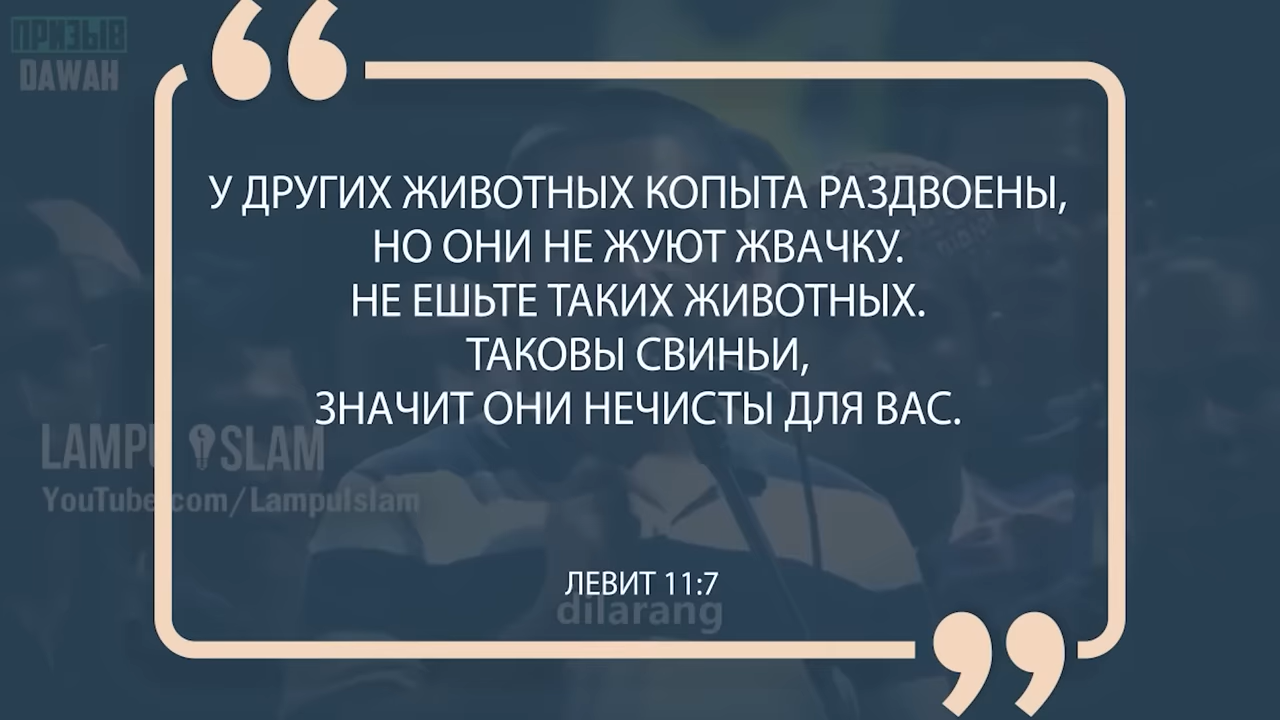 ПРИЗЫВ
DAWAH
У ДРУГИХ ЖИВОТНЫХ КОПЫТА РАЗДВОЕНЫ,
НО ОНИ НЕ ЖУЮТ ЖВАЧКУ.
НЕ ЕШЬТЕ ТАКИХ ЖИВОТНЫХ.
ТАКОВЫ СВИНЬИ,
ЗНАЧИТ ОНИ НЕЧИСТЫ ДЛЯ ВАС.
LAMPU ISLAM
YouTube.com/LampuIslam
ЛЕВИТ 11:7
dilarang